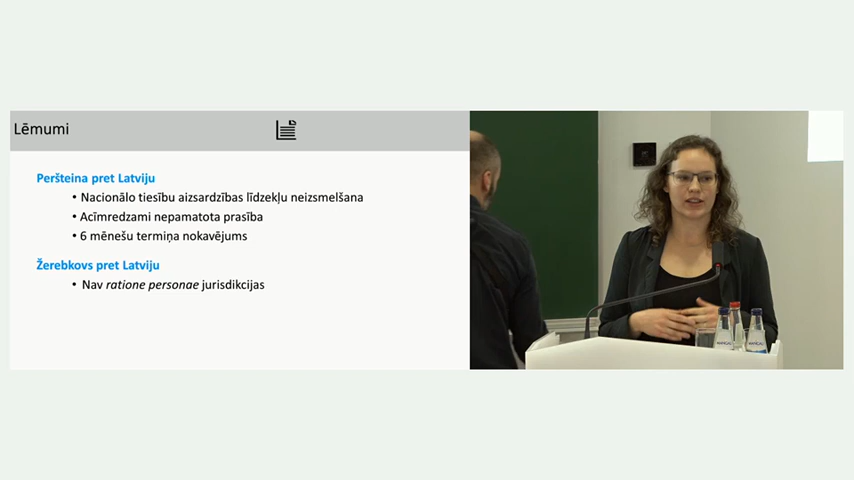 Lēmumi
Peršteina pret Latviju
• Nacionālo tiesību aizsardzības līdzekļu neizsmelšana
• Acīmredzami nepamatota prasība
• 6 mēnešu termiņa nokavējums
Žerebkovs pret Latviju
• Nav ratione personae jurisdikcijas